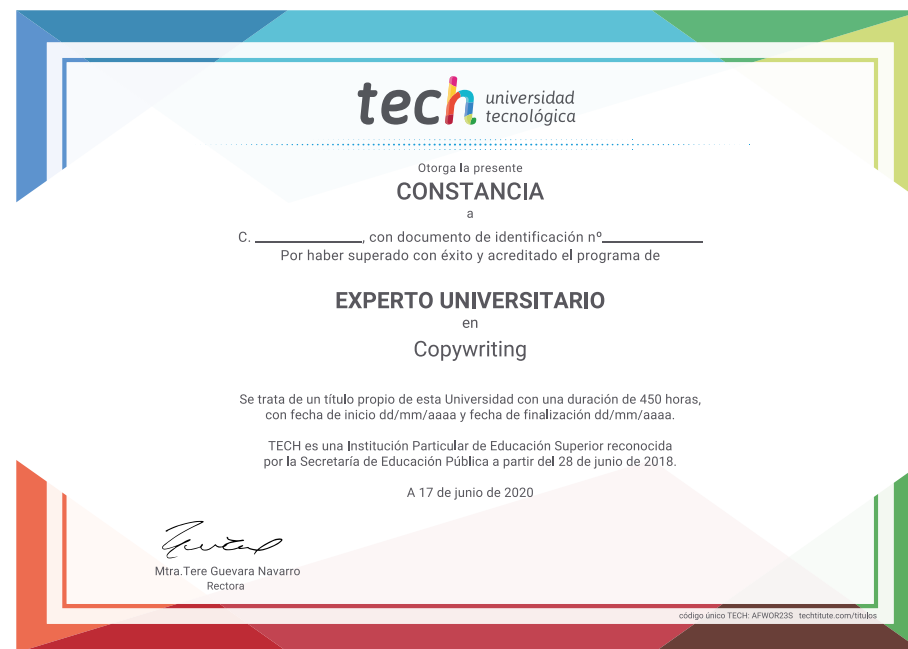 tech universidad
tecnológica
Otorga la presente
CONSTANCIA
a
C. ____________, con documento de identificación nº____________
Por haber superado con éxito y acreditado el programa de
EXPERTO UNIVERSITARIO
en
Copywriting
Se trata de un título propio de esta Universidad con una duración de 450 horas,
con fecha de inicio dd/mm/aaaa y fecha de finalización dd/mm/aaaa.
TECH es una Institución Particular de Educación Superior reconocida
por la Secretaría de Educación Pública a partir del 28 de junio de 2018.
A 17 de junio de 2020
Mtra.Tere Guevara Navarro
Rectora
código único TECH: AFWOR23S techtitute.com/titulos